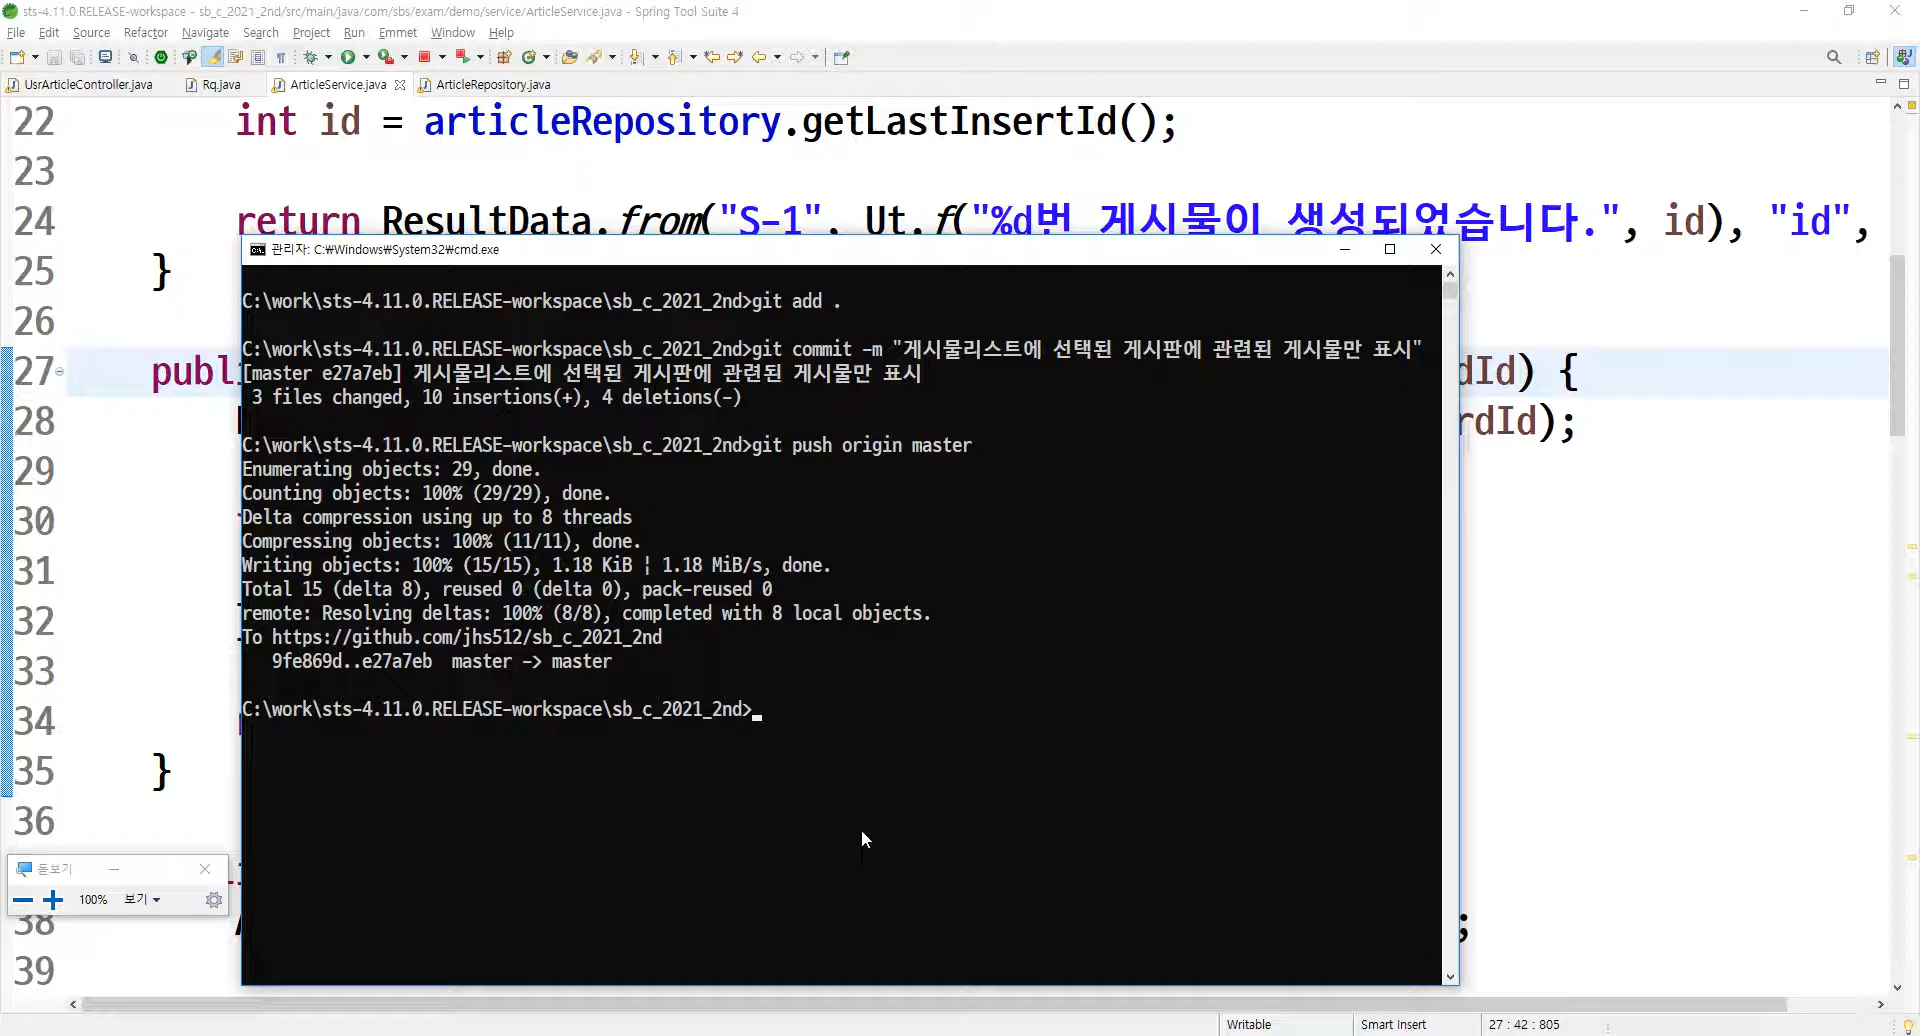 sts-4.11.0.RELEASE-workspace - sb_c_2021_2nd/src/main/java/com/sbs/exam/demo/service/ArticleService.java - Spring Tool Suite 4
File Edit Source Refactor Navigate Search Project Run Emmet Window Help
UsrArticleController.java Rq.java ArticleService.java ArticleRepository.java
22 int id = articleRepository.getLastInsertId();
23
24 return ResultData.from("S-1", Ut.f("%d번 게시물이 생성되었습니다.", id), "id",
25 }
26
27 publ dId) {
28 rdId);
29
30
31
32
33
34
35 }
36
38 ;
39
관리자: C:₩Windows₩System32₩cmd.exe
C:\work\sts-4.11.0.RELEASE-workspace\sb_c_2021_2nd>git add .
C:\work\sts-4.11.0.RELEASE-workspace\sb_c_2021_2nd>git commit -m "게시물리스트에 선택된 게시판에 관련된 게시물만 표시"
[master e27a7eb] 게시물리스트에 선택된 게시판에 관련된 게시물만 표시
3 files changed, 10 insertions(+), 4 deletions(-)
C:\work\sts-4.11.0.RELEASE-workspace\sb_c_2021_2nd>git push origin master
Enumerating objects: 29, done.
Counting objects: 100% (29/29), done.
Delta compression using up to 8 threads
Compressing objects: 100% (11/11), done.
Writing objects: 100% (15/15), 1.18 KiB ¦ 1.18 MiB/s, done.
Total 15 (delta 8), reused 0 (delta 0), pack-reused 0
remote: Resolving deltas: 100% (8/8), completed with 8 local objects.
To https://github.com/jhs512/sb_c_2021_2nd
9fe869d..e27a7eb master -> master
C:\work\sts-4.11.0.RELEASE-workspace\sb_c_2021_2nd>
돋보기
100% 보기
Writable Smart Insert 27 : 42 : 805